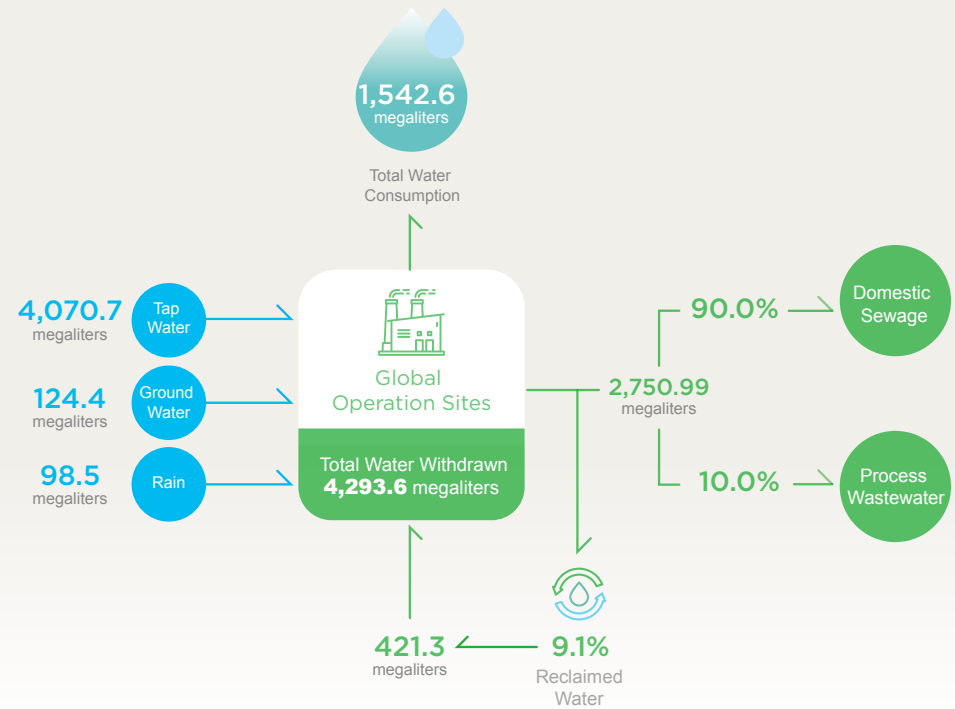 1,542.6
megaliters
Total Water
Consumption
4,070.7
megaliters
Tap
Water
124.4
megaliters
Ground
Water
98.5
megaliters
Rain
Global
Operation Sites
Total Water Withdrawn
4,293.6 megaliters
2,750.99
megaliters
90.0%
Domestic
Sewage
10.0%
Process
Wastewater
421.3
megaliters
9.1%
Reclaimed
Water